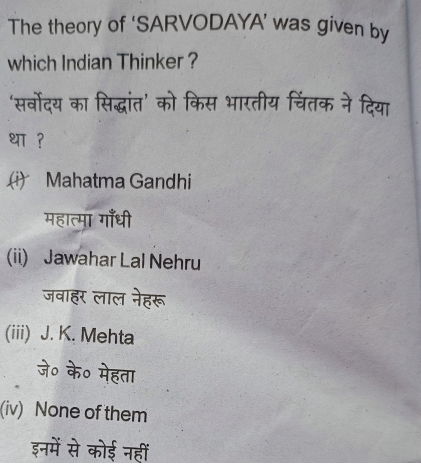 The theory of ‘SARVODAYA’ was given by
which Indian Thinker ?
‘सर्वोदय का सिद्धांत’ को किस भारतीय चिंतक ने दिया
था ?
(i) Mahatma Gandhi
महात्मा गाँधी
(ii) Jawahar Lal Nehru
जवाहर लाल नेहरू
(iii) J. K. Mehta
जे० के० मेहता
(iv) None of them
इनमें से कोई नहीं